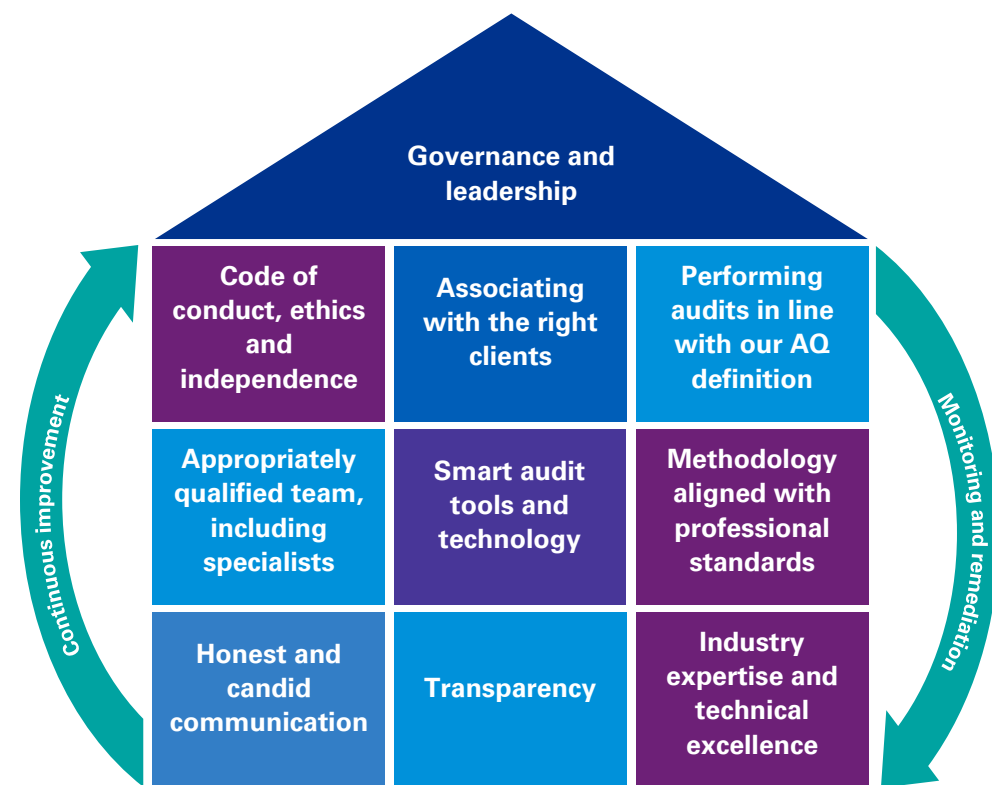 Governance and
leadership
Code of
conduct, ethics
and
independence
Associating
with the right
clients
Performing
audits in line
with our AQ
definition
Appropriately
qualified team,
including
specialists
Smart audit
tools and
technology
Methodology
aligned with
professional
standards
Honest and
candid
communication
Transparency
Industry
expertise and
technical
excellence
Continuous improvement
Monitoring and remediation